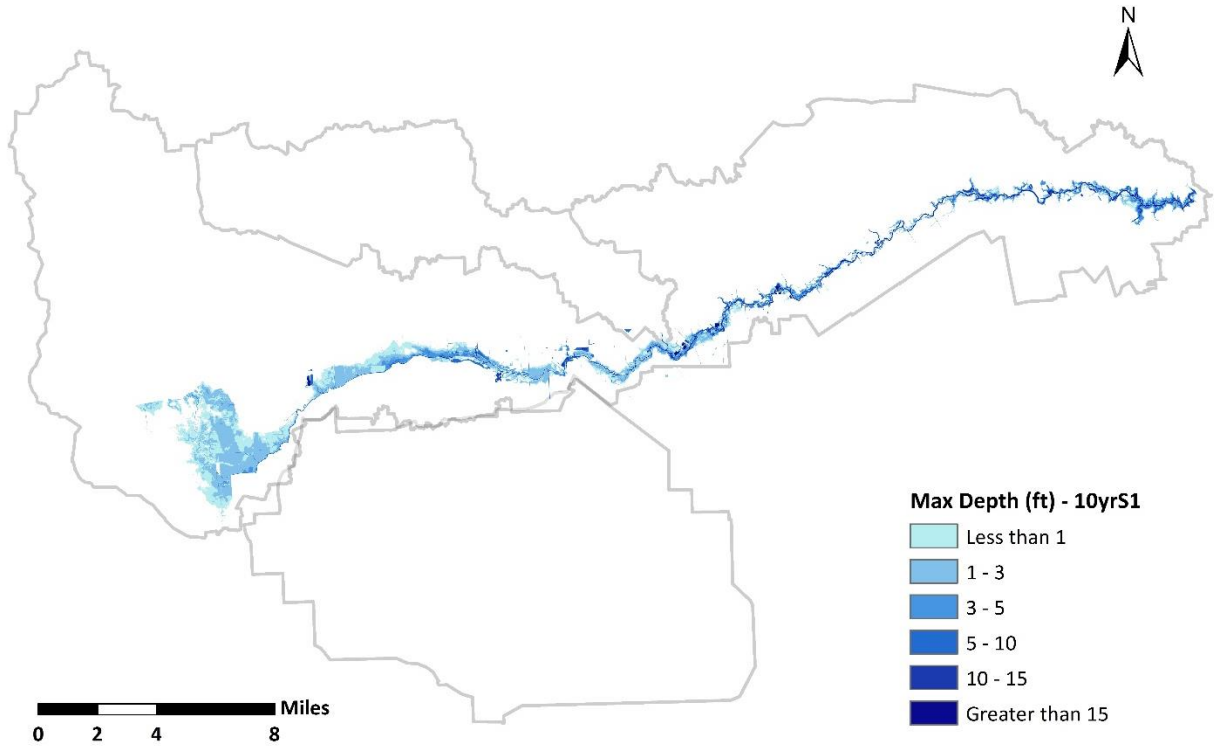 N
Max Depth (ft) - 10yrS1
Less than 1
1 - 3
3 - 5
5 - 10
10 - 15
Greater than 15
Miles
0 2 4 8